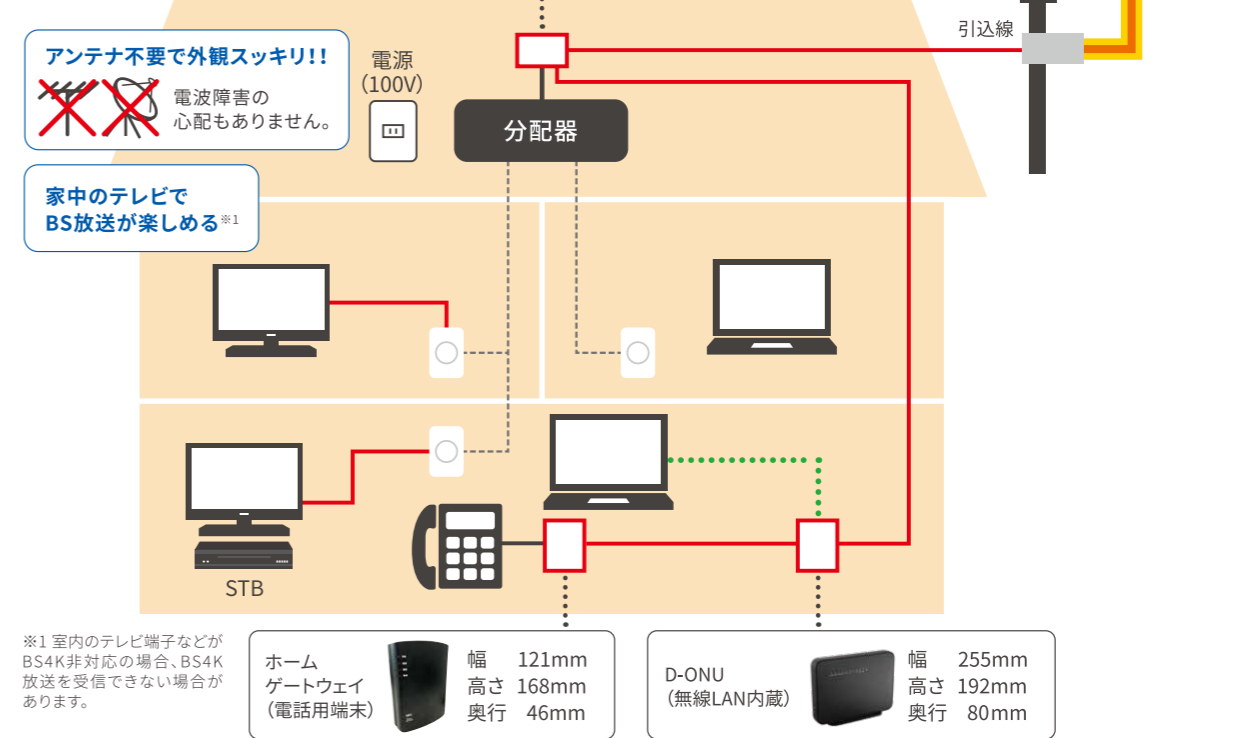 引込線
アンテナ不要で外観スッキリ!!
電波障害の
心配もありません。
電源
(100V)
分配器
家中のテレビで
BS放送が楽しめる※1
STB
※1 室内のテレビ端子などが
BS4K非対応の場合、BS4K
放送を受信できない場合が
あります。
ホーム
ゲートウェイ
(電話用端末)
幅 121mm
高さ 168mm
奥行 46mm
D-ONU
(無線LAN内蔵)
幅 255mm
高さ 192mm
奥行 80mm